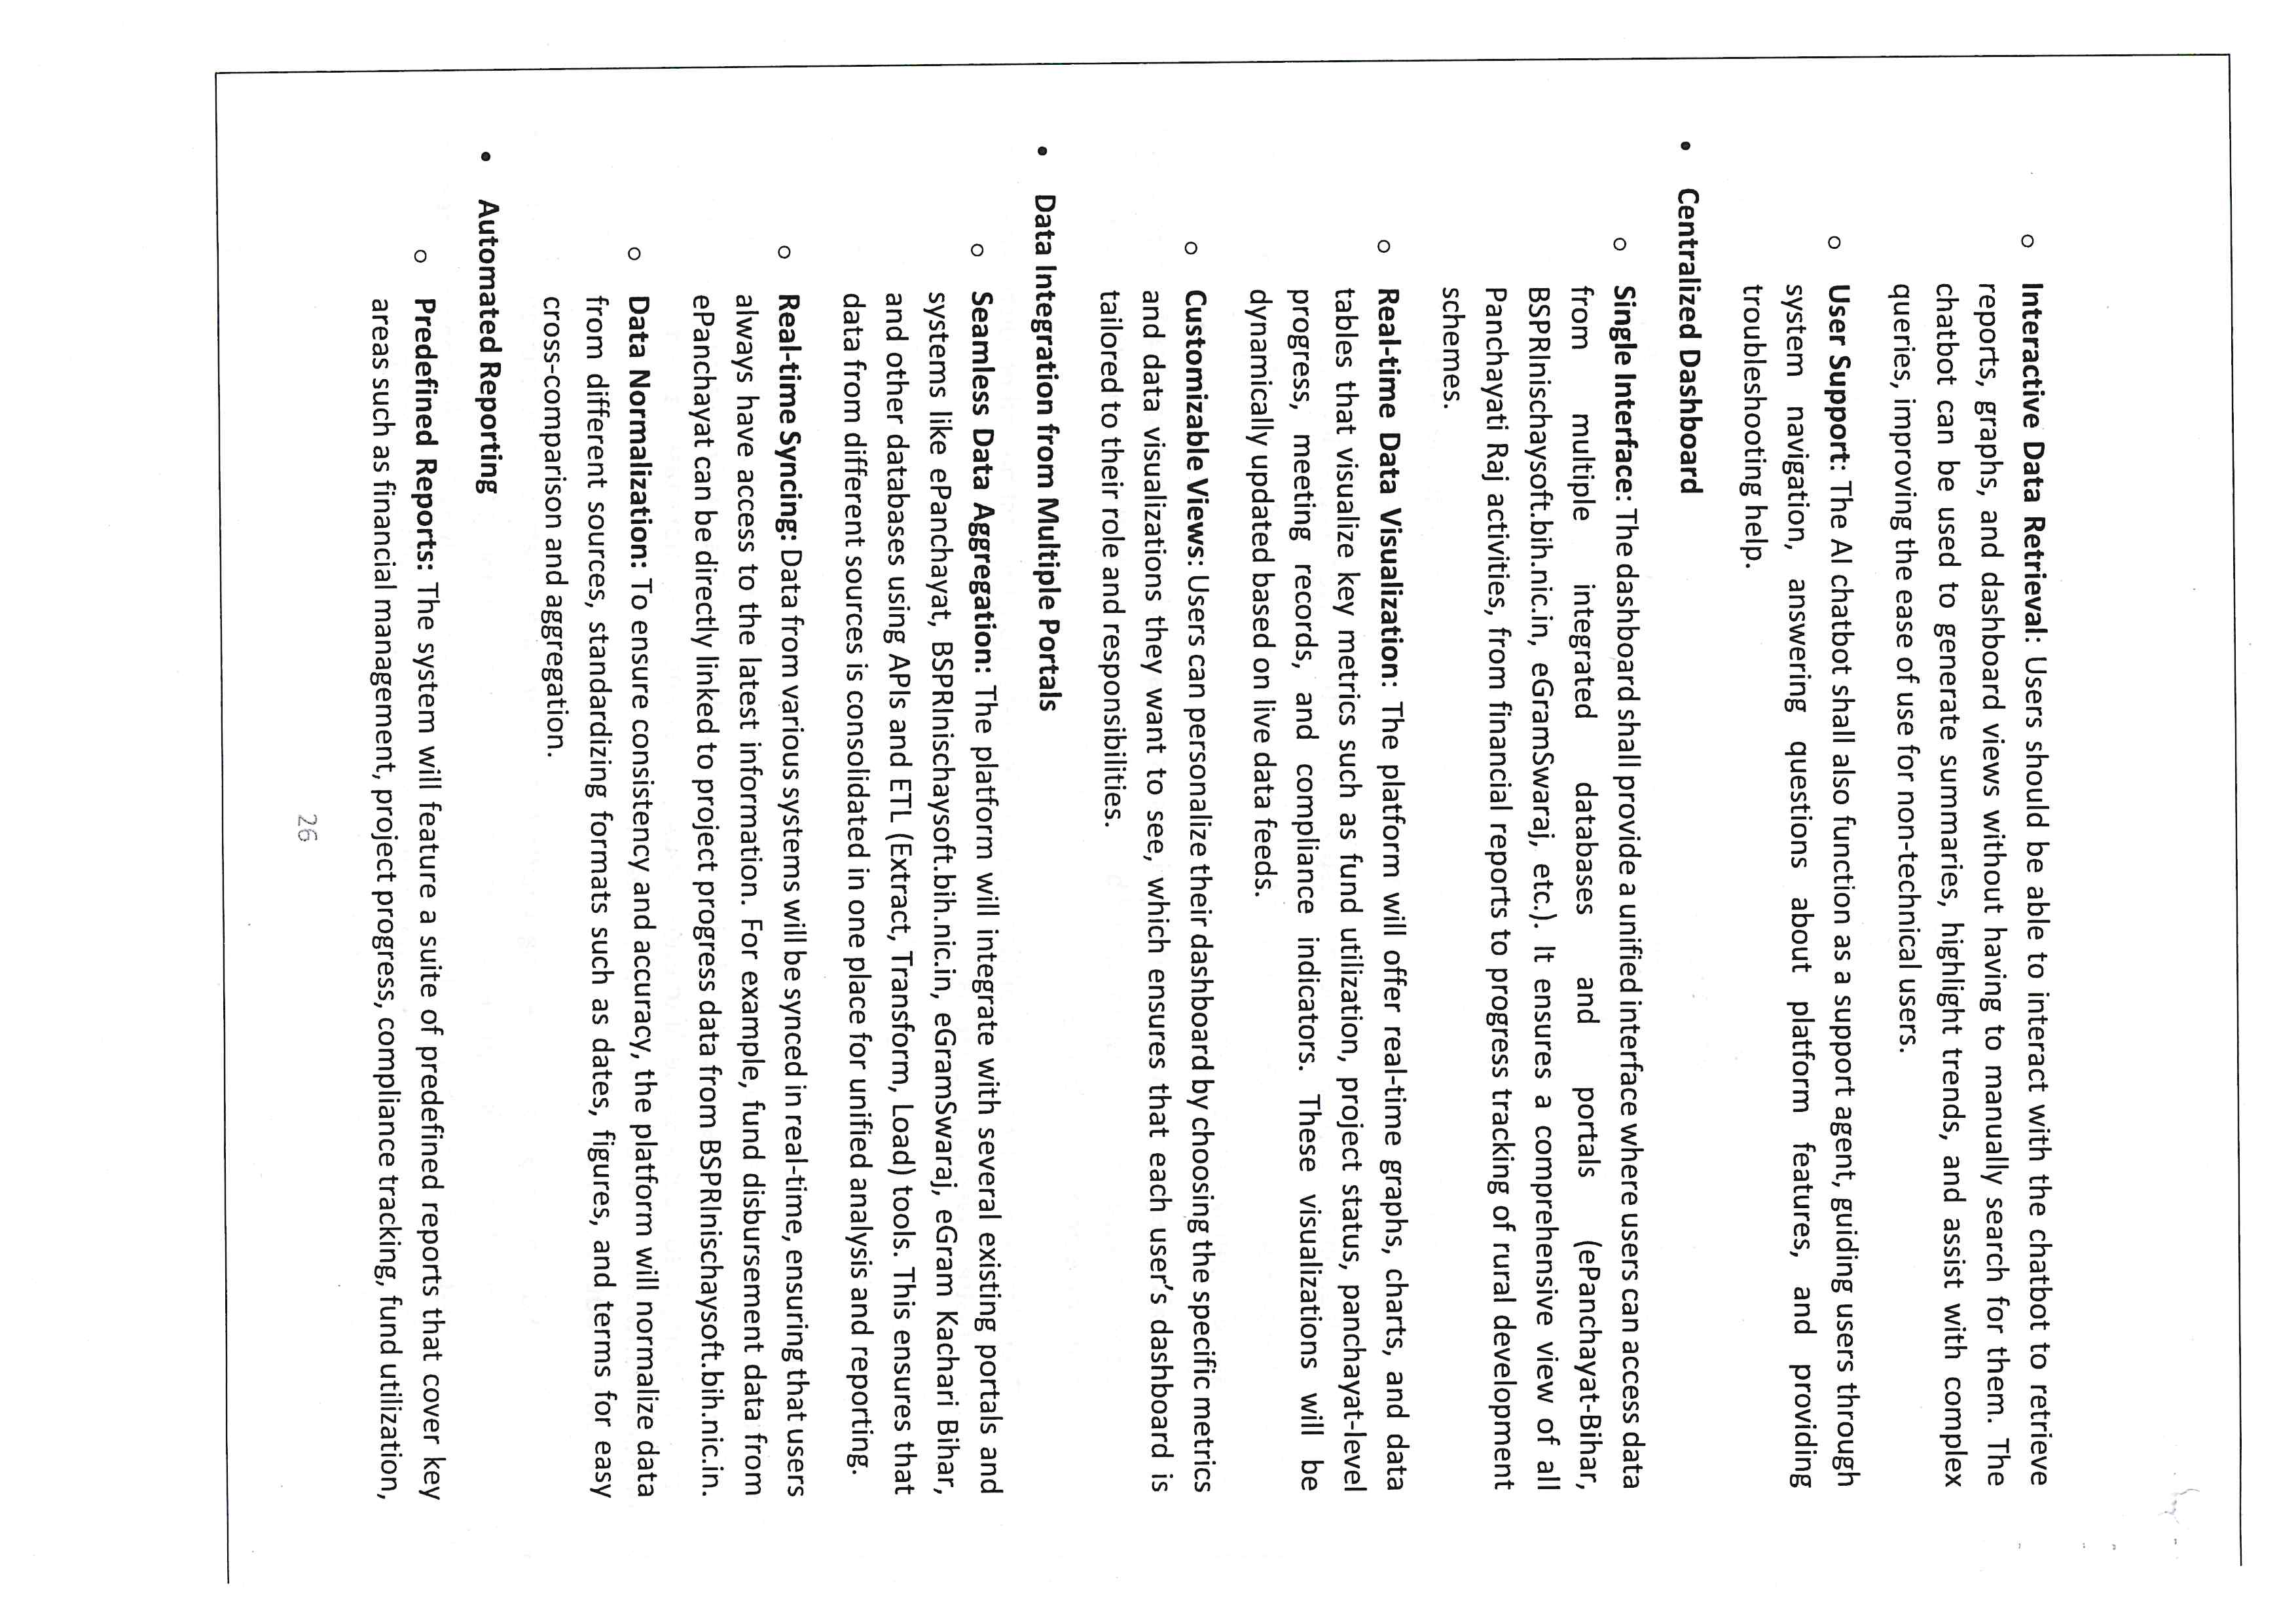 ○ Interactive Data Retrieval: Users should be able to interact with the chatbot to retrieve
reports, graphs, and dashboard views without having to manually search for them. The
chatbot can be used to generate summaries, highlight trends, and assist with complex
queries, improving the ease of use for non-technical users.
○ User Support: The AI chatbot shall also function as a support agent, guiding users through
system navigation, answering questions about platform features, and providing
troubleshooting help.
• Centralized Dashboard
○ Single Interface: The dashboard shall provide a unified interface where users can access data
from multiple integrated databases and portals (ePanchayat-Bihar,
BSPRInischaysoft.bih.nic.in, eGramSwaraj, etc.). It ensures a comprehensive view of all
Panchayati Raj activities, from financial reports to progress tracking of rural development
schemes.
○ Real-time Data Visualization: The platform will offer real-time graphs, charts, and data
tables that visualize key metrics such as fund utilization, project status, panchayat-level
progress, meeting records, and compliance indicators. These visualizations will be
dynamically updated based on live data feeds.
○ Customizable Views: Users can personalize their dashboard by choosing the specific metrics
and data visualizations they want to see, which ensures that each user's dashboard is
tailored to their role and responsibilities.
• Data Integration from Multiple Portals
○ Seamless Data Aggregation: The platform will integrate with several existing portals and
systems like ePanchayat, BSPRInischaysoft.bih.nic.in, eGramSwaraj, eGram Kachari Bihar,
and other databases using APIs and ETL (Extract, Transform, Load) tools. This ensures that
data from different sources is consolidated in one place for unified analysis and reporting.
○ Real-time Syncing: Data from various systems will be synced in real-time, ensuring that users
always have access to the latest information. For example, fund disbursement data from
ePanchayat can be directly linked to project progress data from BSPRInischaysoft.bih.nic.in.
○ Data Normalization: To ensure consistency and accuracy, the platform will normalize data
from different sources, standardizing formats such as dates, figures, and terms for easy
cross-comparison and aggregation.
• Automated Reporting
○ Predefined Reports: The system will feature a suite of predefined reports that cover key
areas such as financial management, project progress, compliance tracking, fund utilization,
26